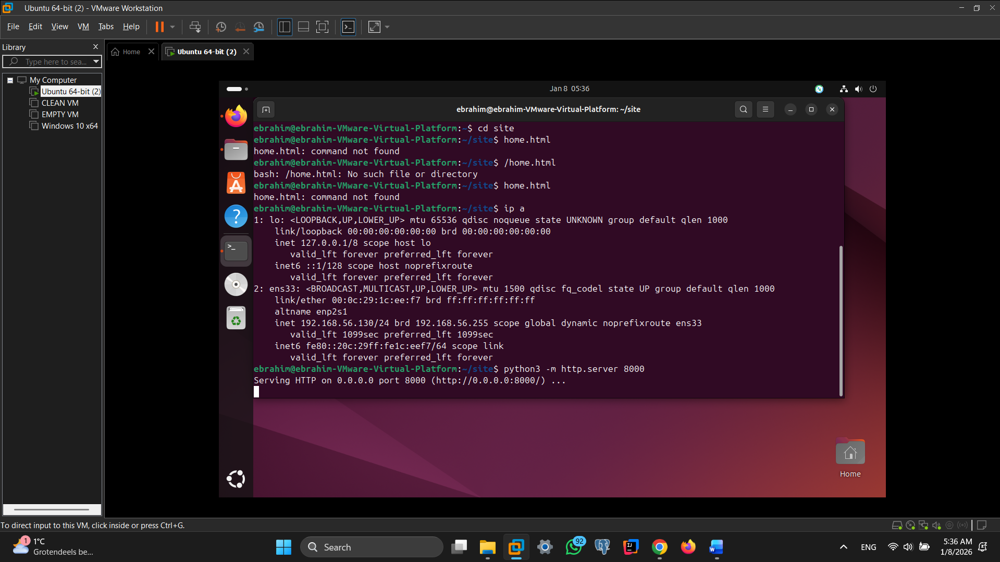 Ubuntu 64-bit (2) - VMware Workstation
File Edit View VM Tabs Help
Library
Type here to sea...
My Computer
Ubuntu 64-bit (2)
CLEAN VM
EMPTY VM
Windows 10 x64
Home
Ubuntu 64-bit (2)
Jan 8 05:36
ebrahim@ebrahim-VMware-Virtual-Platform: ~/site
ebrahim@ebrahim-VMware-Virtual-Platform:~$ cd site
ebrahim@ebrahim-VMware-Virtual-Platform:~/site$ home.html
home.html: command not found
ebrahim@ebrahim-VMware-Virtual-Platform:~/site$ /home.html
bash: /home.html: No such file or directory
ebrahim@ebrahim-VMware-Virtual-Platform:~/site$ home.html
home.html: command not found
ebrahim@ebrahim-VMware-Virtual-Platform:~/site$ ip a
1: lo: <LOOPBACK,UP,LOWER_UP> mtu 65536 qdisc noqueue state UNKNOWN group default qlen 1000
link/loopback 00:00:00:00:00:00 brd 00:00:00:00:00:00
inet 127.0.0.1/8 scope host lo
valid_lft forever preferred_lft forever
inet6 ::1/128 scope host noprefixroute
valid_lft forever preferred_lft forever
2: ens33: <BROADCAST,MULTICAST,UP,LOWER_UP> mtu 1500 qdisc fq_codel state UP group default qlen 1000
link/ether 00:0c:29:1c:ee:f7 brd ff:ff:ff:ff:ff:ff
altname enp2s1
inet 192.168.56.130/24 brd 192.168.56.255 scope global dynamic noprefixroute ens33
valid_lft 1099sec preferred_lft 1099sec
inet6 fe80::20c:29ff:fe1c:eef7/64 scope link
valid_lft forever preferred_lft forever
ebrahim@ebrahim-VMware-Virtual-Platform:~/site$ python3 -m http.server 8000
Serving HTTP on 0.0.0.0 port 8000 (http://0.0.0.0:8000/) ...
Home
To direct input to this VM, click inside or press Ctrl+G.
1
1°C
Grotendeels be...
Search
92
ENG
5:36 AM
1/8/2026